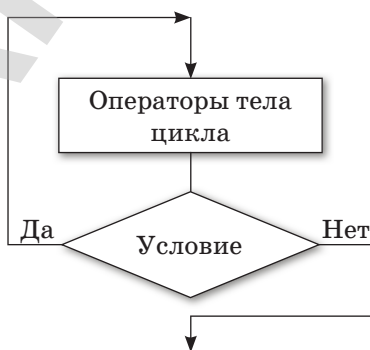 Операторы тела
цикла
Да
Условие
Нет